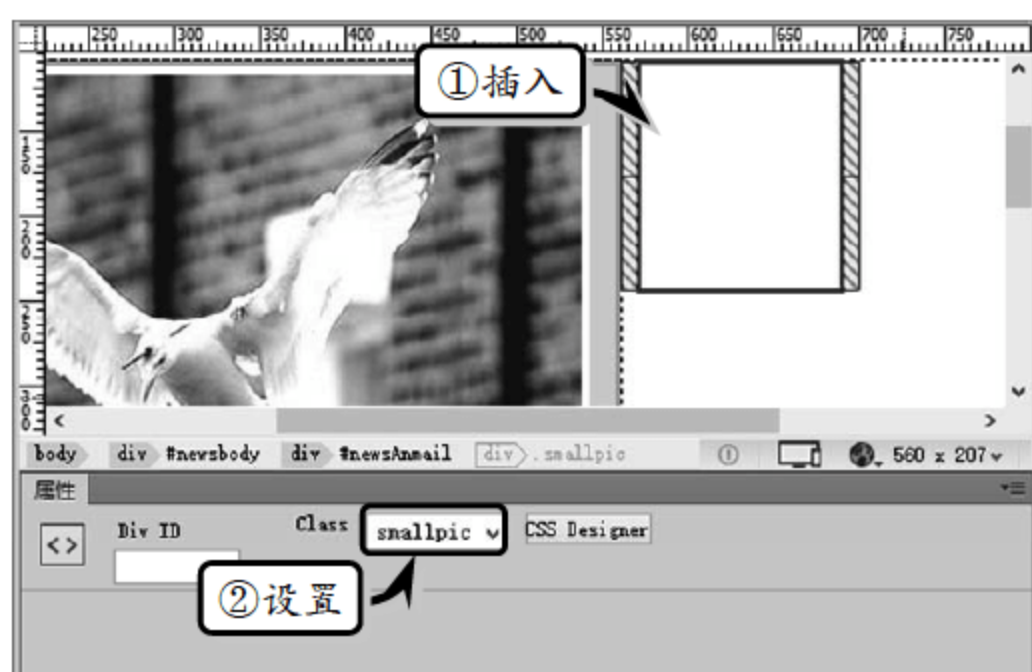 250 300 350 400 450 500 550 600 650 700 750
①插入
150
200
250
300
body div #newsbody div #newsAnmail div .smallpic 560 x 207
属性
Div ID Class smallpic CSS Designer
②设置